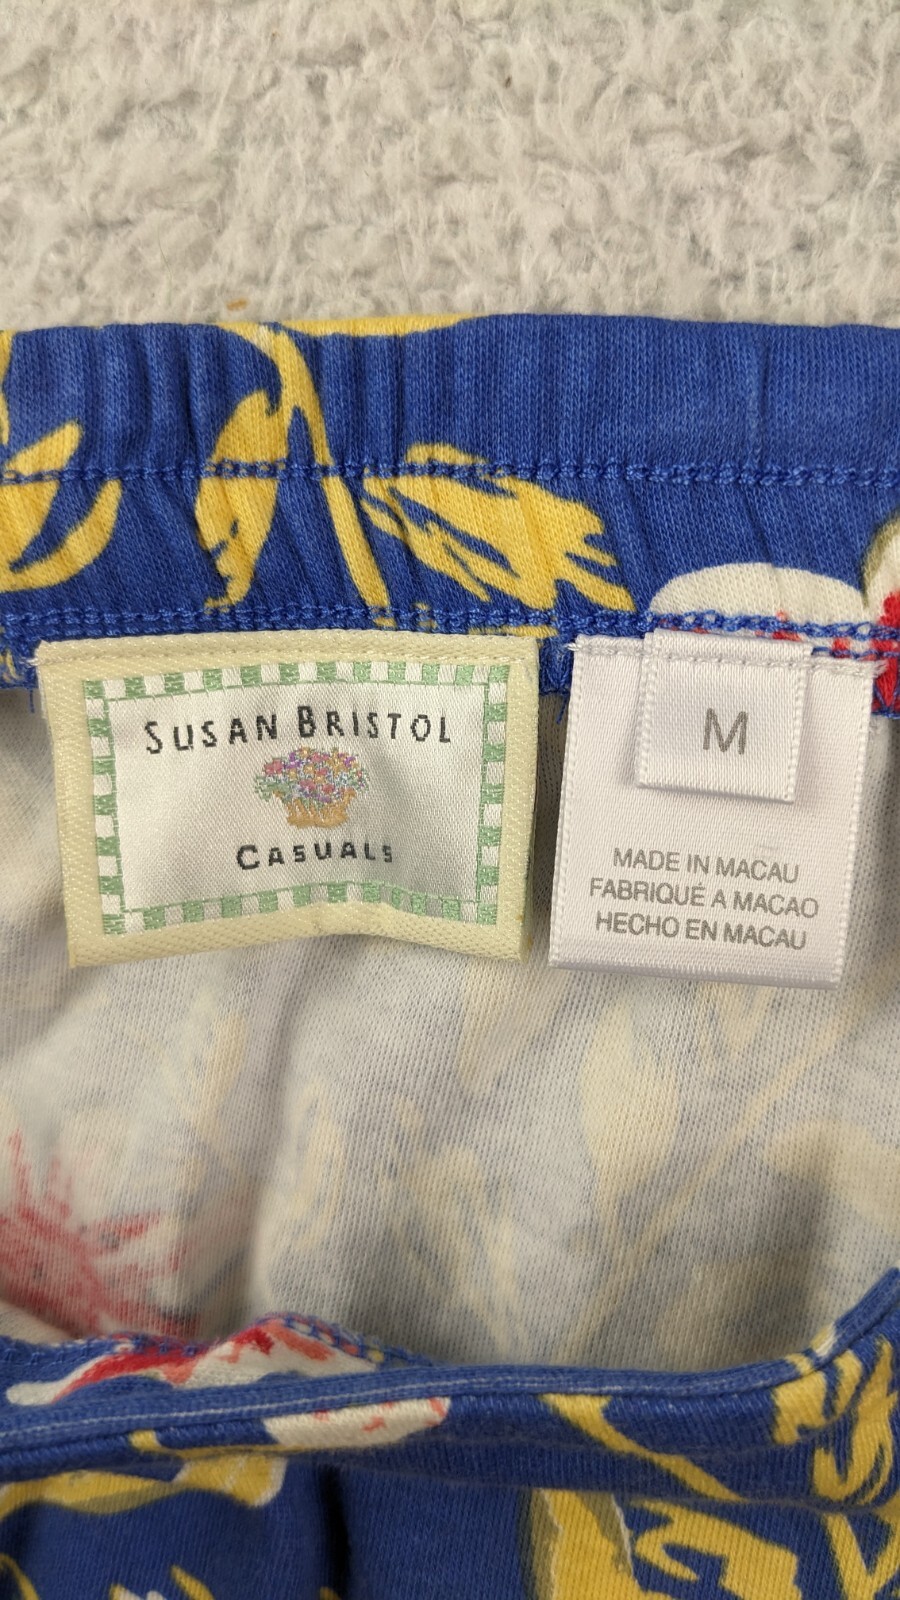 SUSAN BRISTOL
CASUALS
M
MADE IN MACAU
FABRIQUÉ A MACAO
HECHO EN MACAU